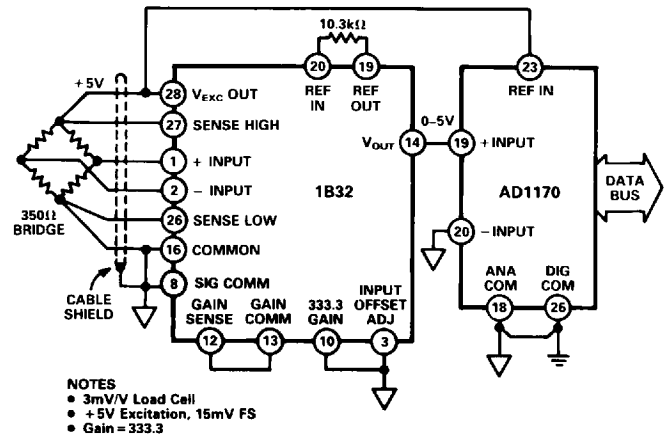 10.3kΩ
20
19
23
+5V
28
VEXC OUT
REF IN
REF OUT
REF IN
27
SENSE HIGH
0–5V
VOUT
14
19
+ INPUT
1
+ INPUT
2
– INPUT
1B32
AD1170
DATA BUS
350Ω BRIDGE
26
SENSE LOW
20
– INPUT
16
COMMON
8
SIG COMM
CABLE SHIELD
GAIN SENSE
GAIN COMM
333.3 GAIN
INPUT OFFSET ADJ
ANA COM
DIG COM
12
13
10
3
18
26
NOTES
● 3mV/V Load Cell
● +5V Excitation, 15mV FS
● Gain = 333.3